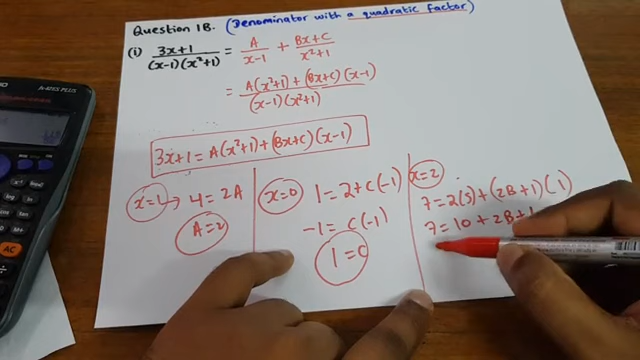 Question 1B. (Denominator with a quadratic factor)
(i) 3x+1 / (x-1)(x²+1) = A / x-1 + Bx+C / x²+1
= A(x²+1) + (Bx+C)(x-1) / (x-1)(x²+1)
3x+1 = A(x²+1) + (Bx+C)(x-1)
x=1 → 4 = 2A
A=2
x=0 1 = 2+C(-1)
-1 = C(-1)
1 = C
x=2
7 = 2(5) + (2B+1)(1)
7 = 10 + 2B + 1